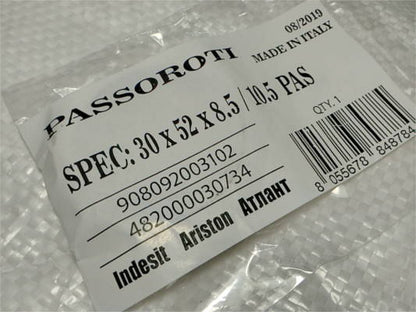 PASSOROTI
08/2019
MADE IN ITALY
SPEC: 30 x 52 x 8.5 / 10.5 PAS
QTY. 1
908092003102
482000030734
Indesit Ariston АТЛАНТ
8 055678 848784